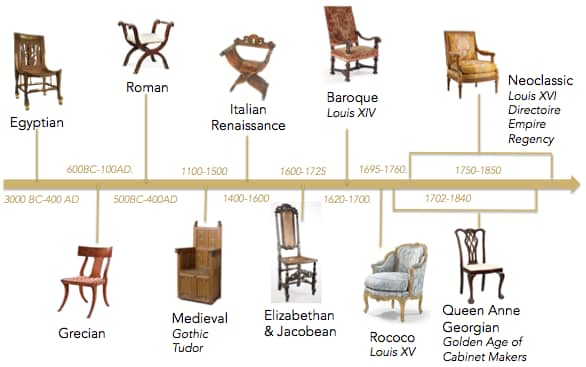 Egyptian
Roman
Italian
Renaissance
Baroque
Louis XIV
Neoclassic
Louis XVI
Directoire
Empire
Regency
600BC-100AD.
1100-1500
1600-1725
1695-1760.
1750-1850
3000 BC-400 AD
500BC-400AD
1400-1600
1620-1700.
1702-1840
Grecian
Medieval
Gothic
Tudor
Elizabethan
& Jacobean
Rococo
Louis XV
Queen Anne
Georgian
Golden Age of
Cabinet Makers